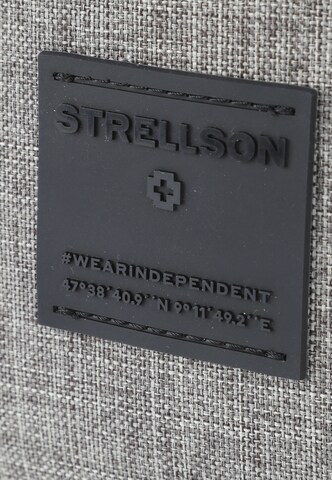 STRELLSON
#WEARINDEPENDENT
47°38'40.9''N 9°11'49.2''E